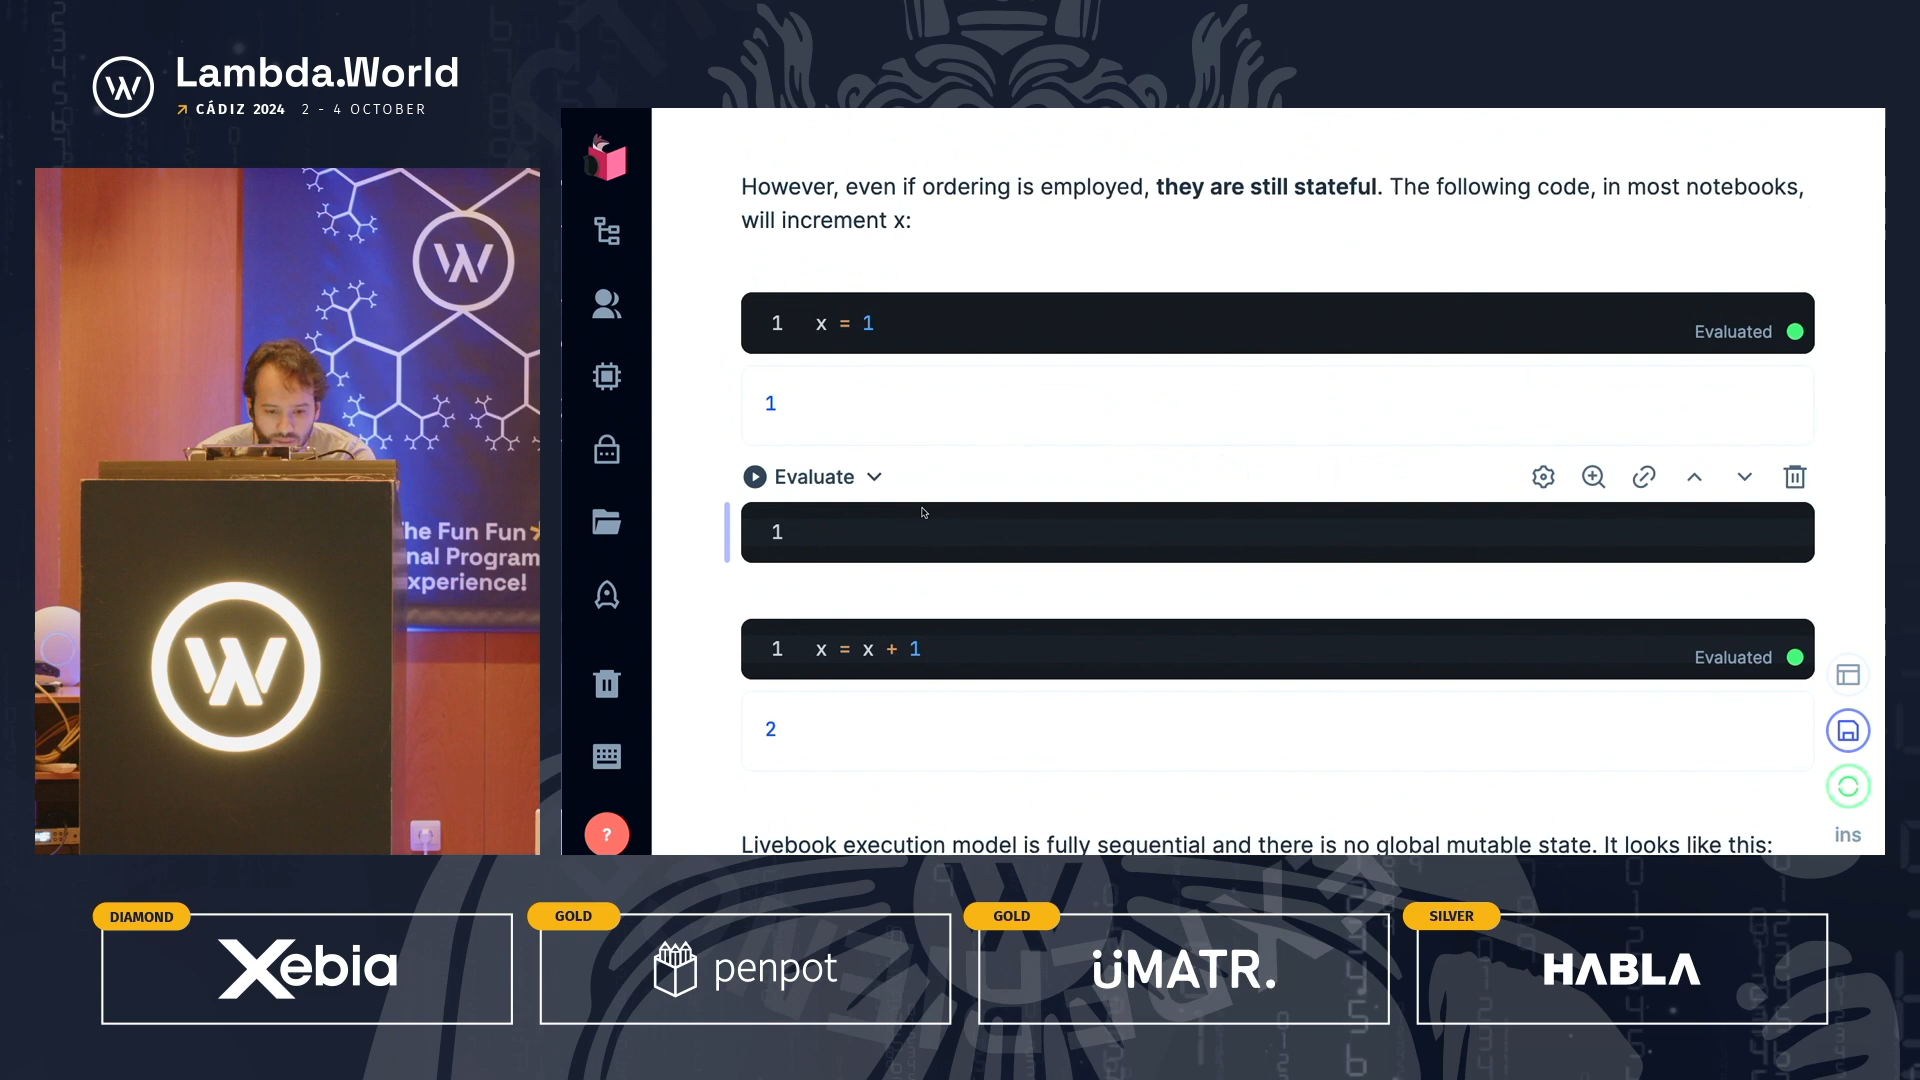 Lambda.World
CÁDIZ 2024 2 - 4 OCTOBER
The Fun Fun
nal Program
xperience!
However, even if ordering is employed, they are still stateful. The following code, in most notebooks,
will increment x:
1 x = 1
Evaluated
1
Evaluate
1
1 x = x + 1
Evaluated
2
Livebook execution model is fully sequential and there is no global mutable state. It looks like this:
?
ins
DIAMOND
Xebia
GOLD
penpot
GOLD
üMATR.
SILVER
HABLA